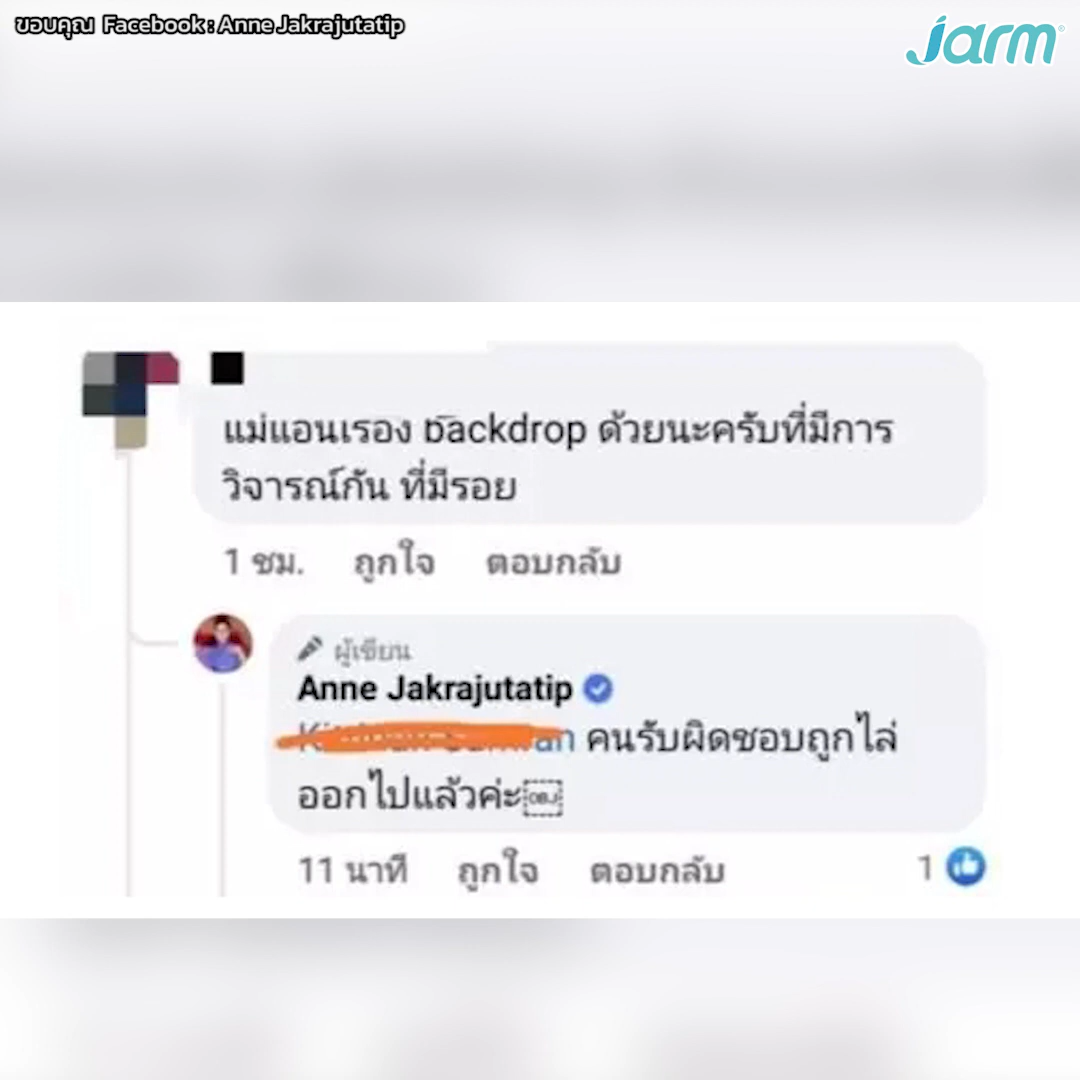 ขอบคุณ Facebook : Anne Jakrajutatip
jarm
แม่แอนเรอง backdrop ด้วยนะครับที่มีการ
วิจารณ์กัน ที่มีรอย
1 ชม. ถูกใจ ตอบกลับ
ผู้เขียน
Anne Jakrajutatip
คนรับผิดชอบถูกไล่
ออกไปแล้วค่ะ
11 นาที ถูกใจ ตอบกลับ 1